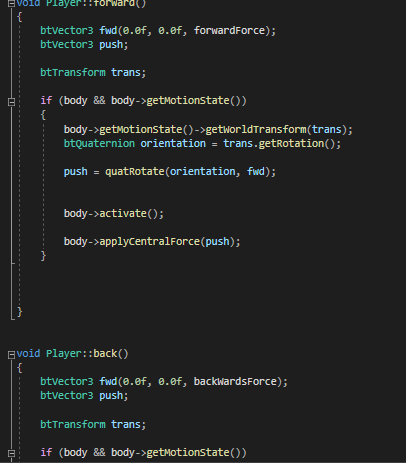 void Player::forward()
{
btVector3 fwd(0.0f, 0.0f, forwardForce);
btVector3 push;
btTransform trans;
if (body && body->getMotionState())
{
body->getMotionState()->getWorldTransform(trans);
btQuaternion orientation = trans.getRotation();
push = quatRotate(orientation, fwd);
body->activate();
body->applyCentralForce(push);
}
}
void Player::back()
{
btVector3 fwd(0.0f, 0.0f, backWardsForce);
btVector3 push;
btTransform trans;
if (body && body->getMotionState())